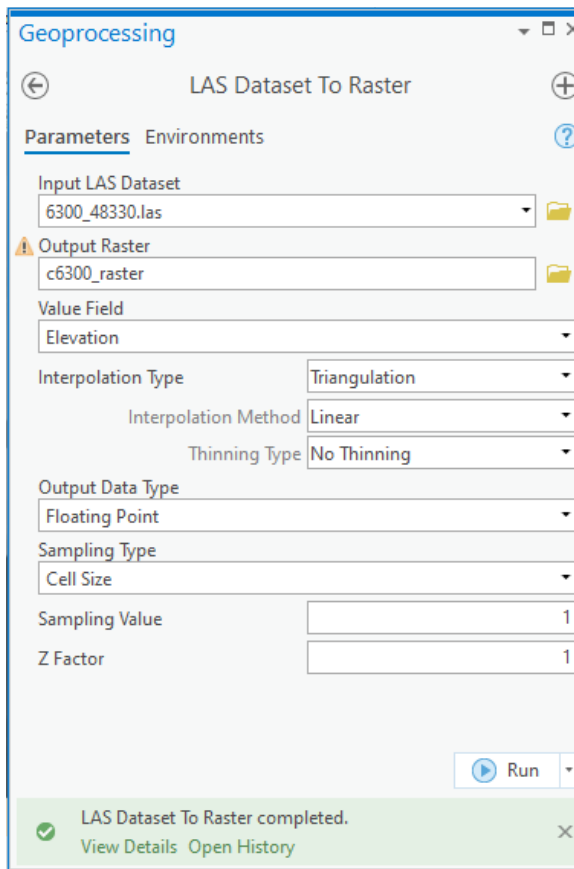 Geoprocessing
LAS Dataset To Raster
Parameters Environments
Input LAS Dataset
6300_48330.las
Output Raster
c6300_raster
Value Field
Elevation
Interpolation Type Triangulation
Interpolation Method Linear
Thinning Type No Thinning
Output Data Type
Floating Point
Sampling Type
Cell Size
Sampling Value 1
Z Factor 1
Run
LAS Dataset To Raster completed.
View Details Open History